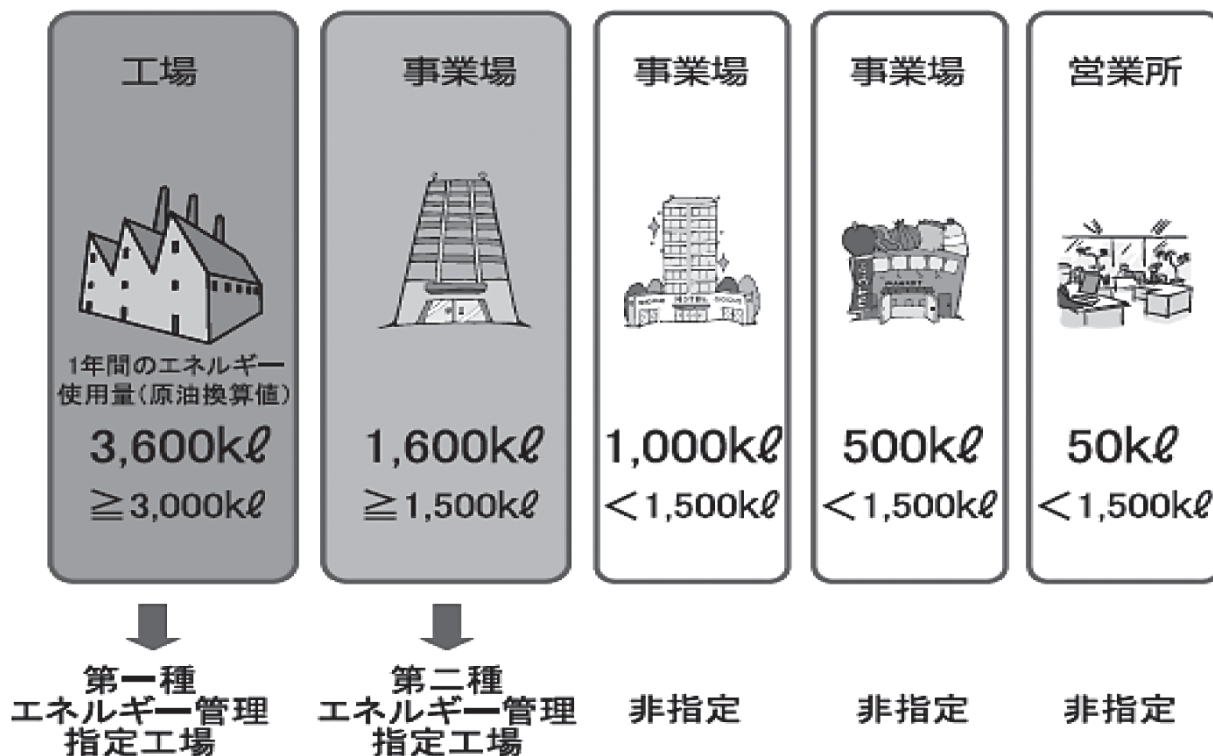 工場
1年間のエネルギー
使用量(原油換算値)
3,600kℓ
≧3,000kℓ
第一種
エネルギー管理
指定工場
事業場
1,600kℓ
≧1,500kℓ
第二種
エネルギー管理
指定工場
事業場
HOTEL
1,000kℓ
<1,500kℓ
非指定
事業場
MARKET
500kℓ
<1,500kℓ
非指定
営業所
50kℓ
<1,500kℓ
非指定